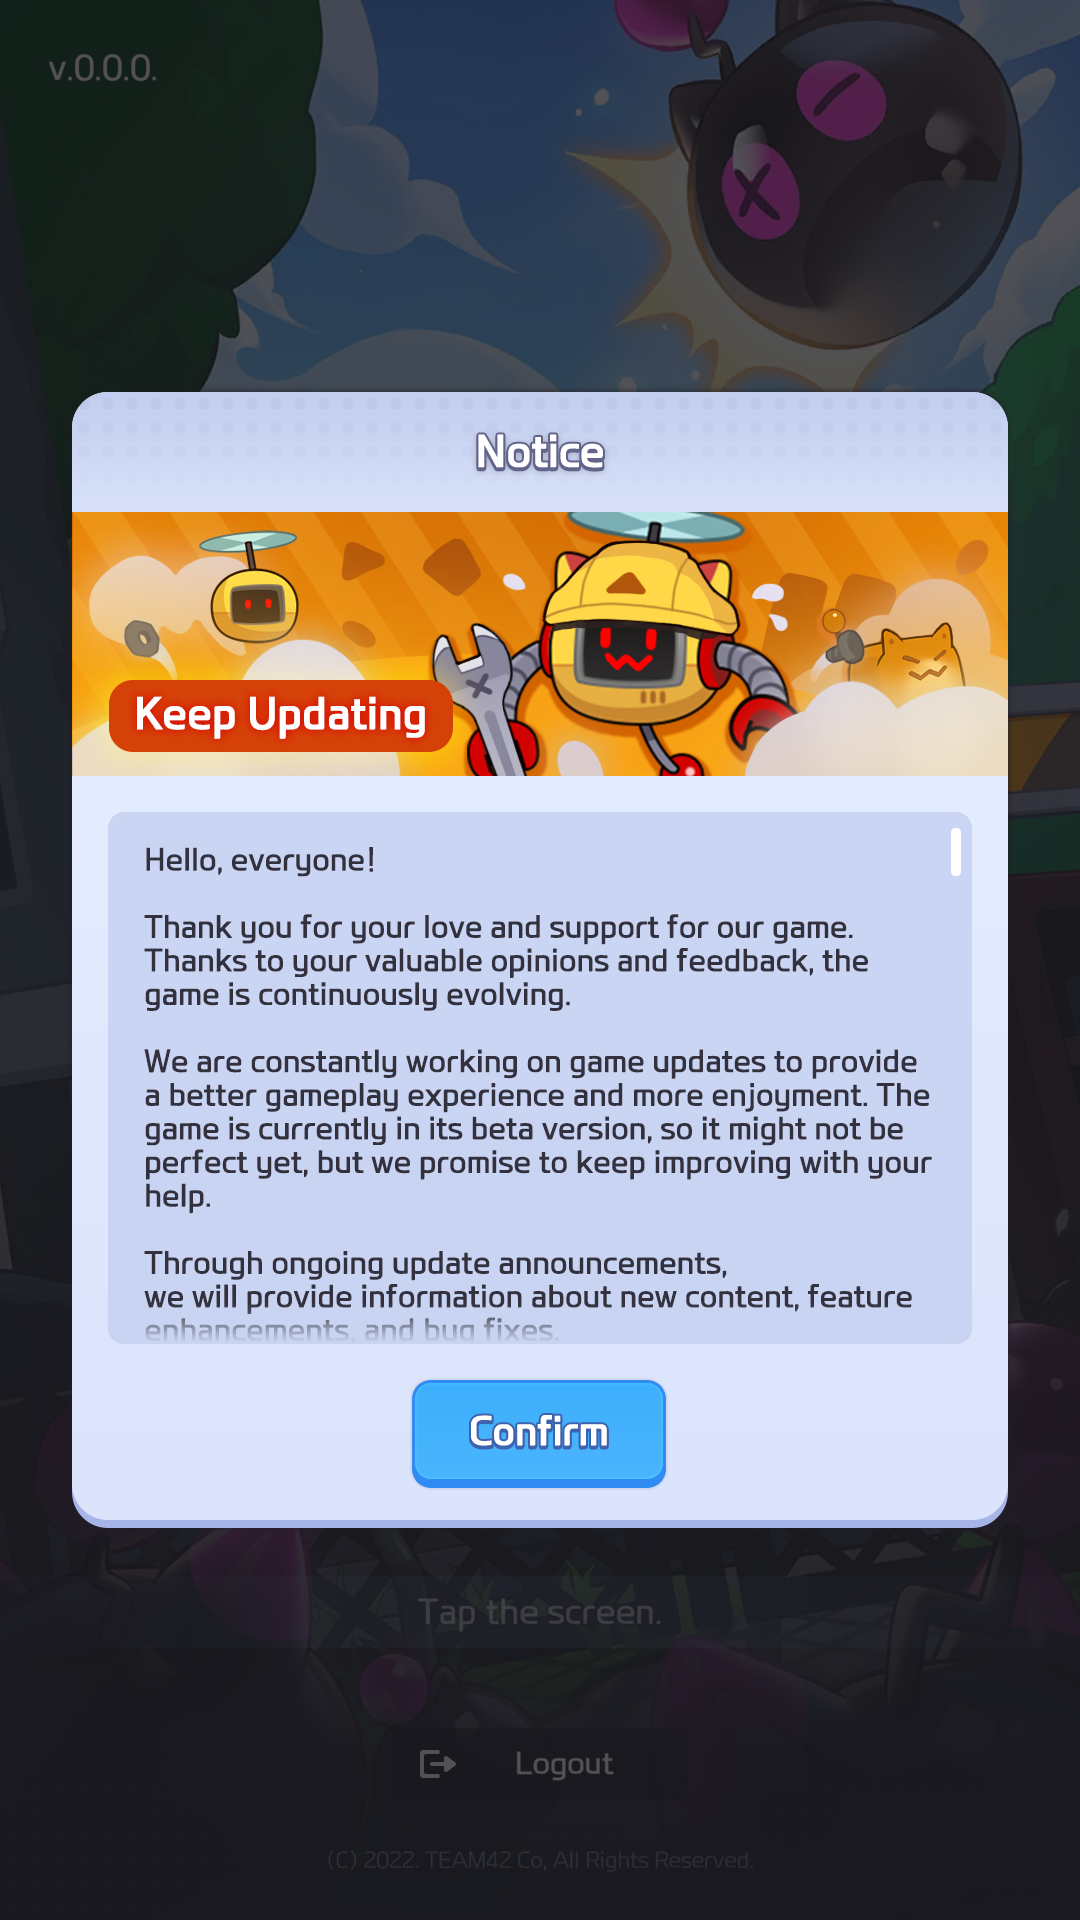 v.0.0.0.
Notice
Keep Updating
Hello, everyone!
Thank you for your love and support for our game.
Thanks to your valuable opinions and feedback, the
game is continuously evolving.
We are constantly working on game updates to provide
a better gameplay experience and more enjoyment. The
game is currently in its beta version, so it might not be
perfect yet, but we promise to keep improving with your
help.
Through ongoing update announcements,
we will provide information about new content, feature
enhancements, and bug fixes.
Confirm
Tap the screen.
Logout
(C) 2022. TEAM42 Co, All Rights Reserved.